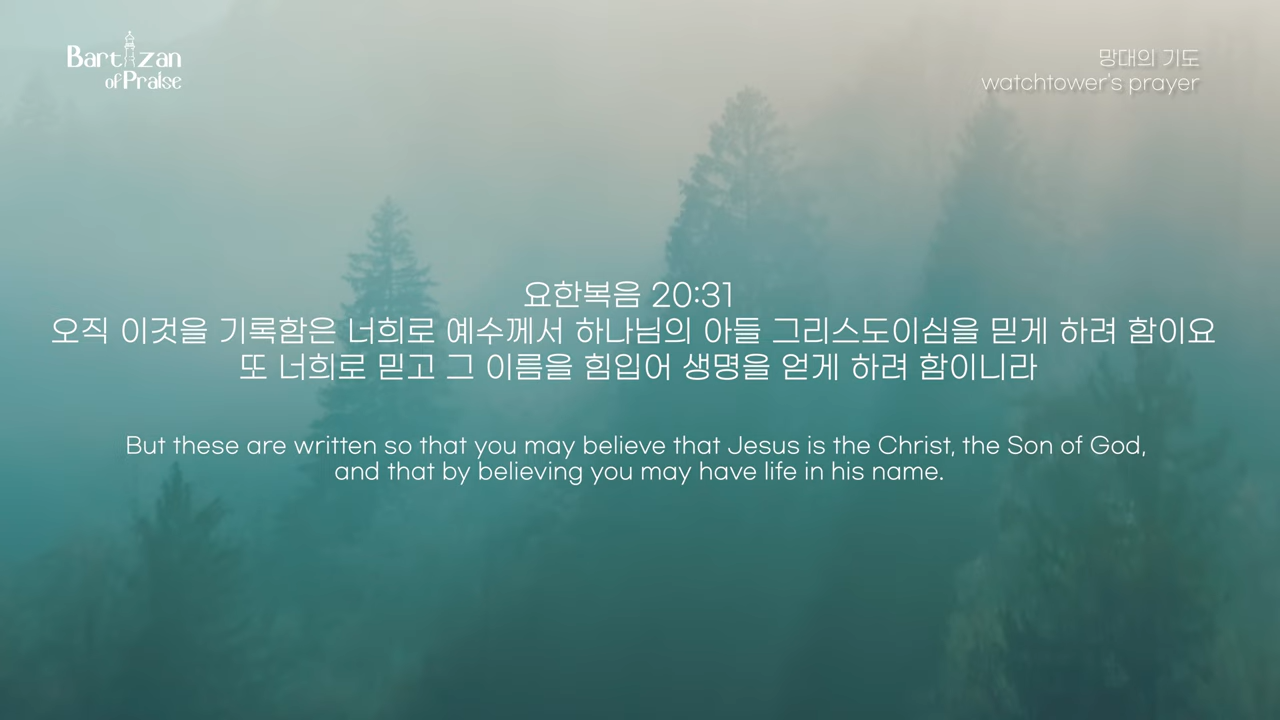 Bartizan
of Praise
망대의 기도
watchtower's prayer
요한복음 20:31
오직 이것을 기록함은 너희로 예수께서 하나님의 아들 그리스도이심을 믿게 하려 함이요
또 너희로 믿고 그 이름을 힘입어 생명을 얻게 하려 함이니라
But these are written so that you may believe that Jesus is the Christ, the Son of God,
and that by believing you may have life in his name.